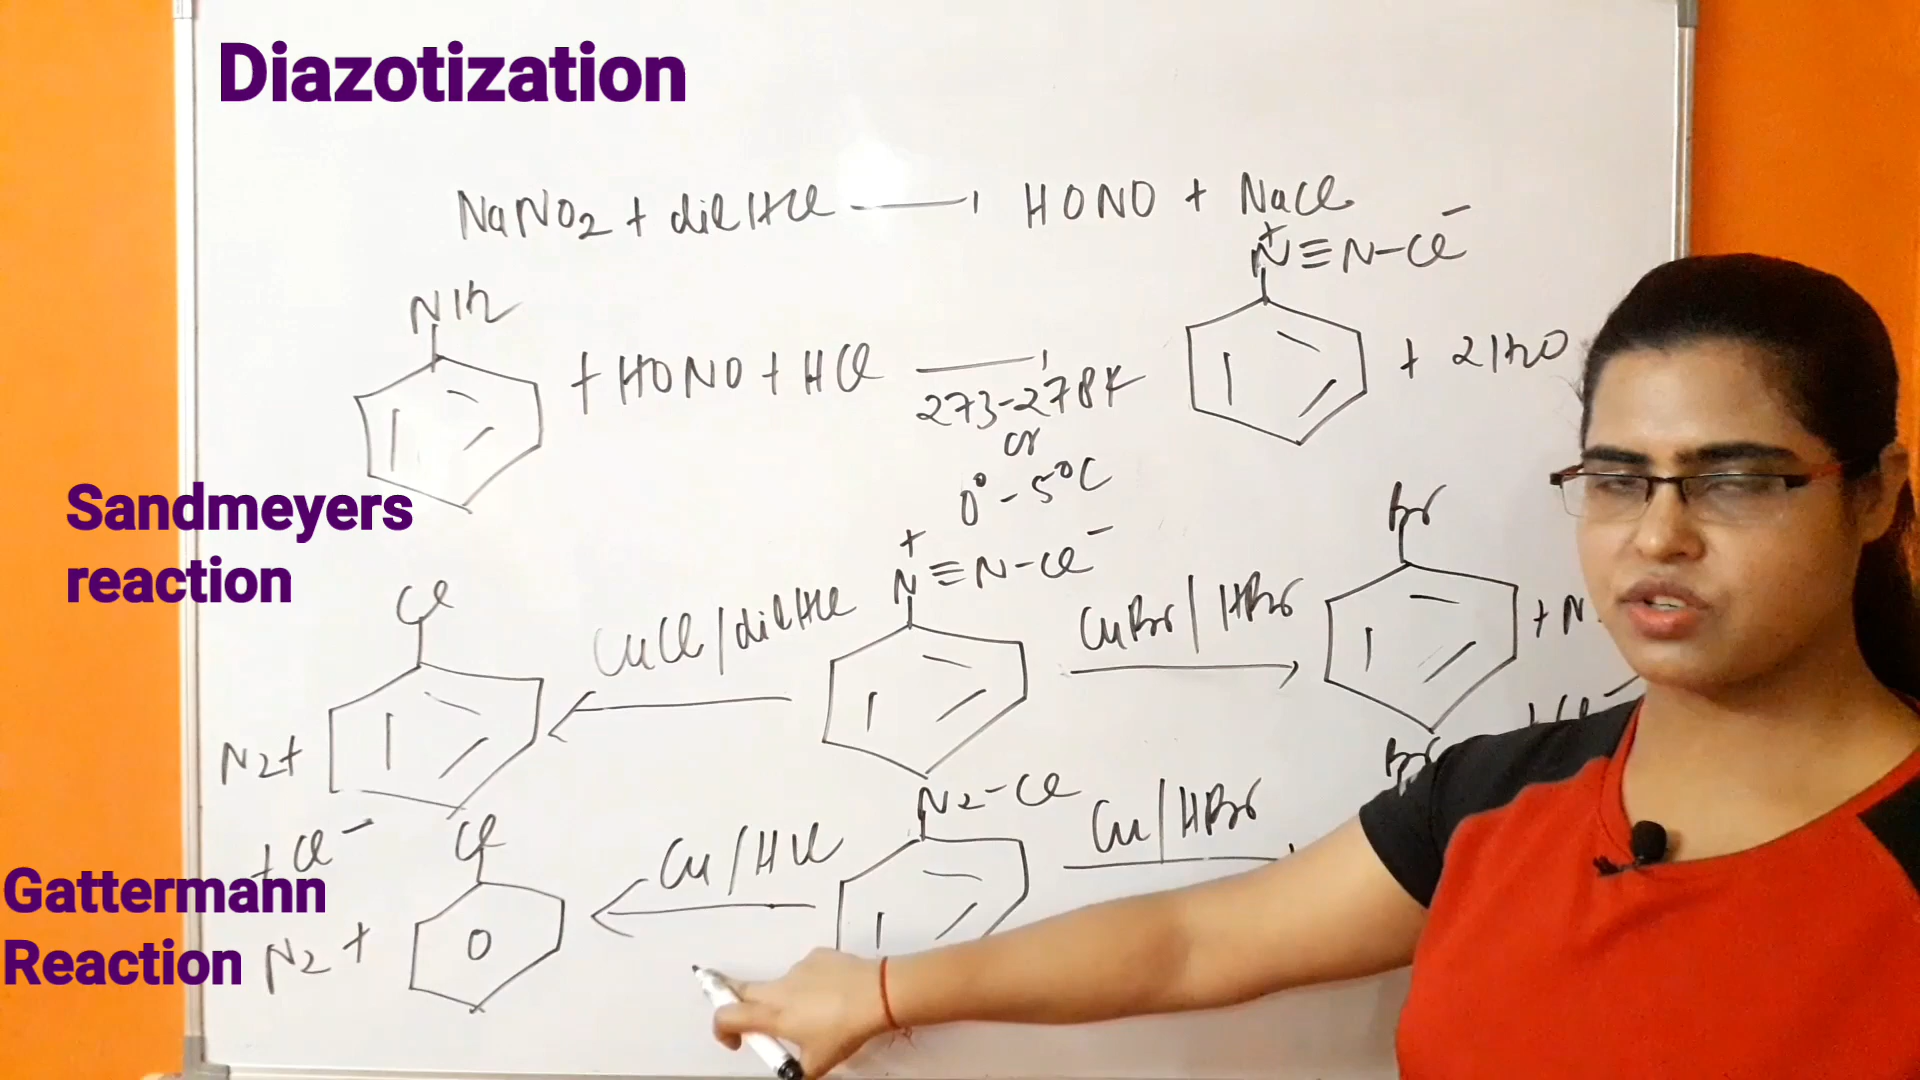 Diazotization
NaNO2 + dil HCl → HONO + NaCl
N⁺≡N-Cl⁻
NH2
+ HONO + HCl → + 2H2O
273-278K
or
0°-5°C
Sandmeyers
reaction
Cl
CuCl/dil HCl
N⁺≡N-Cl⁻
CuBr/HBr
Br
N2+
+ Cl⁻
Br
Gattermann
Reaction
Cl
Cu/HCl
N2-Cl
Cu/HBr
N2 +